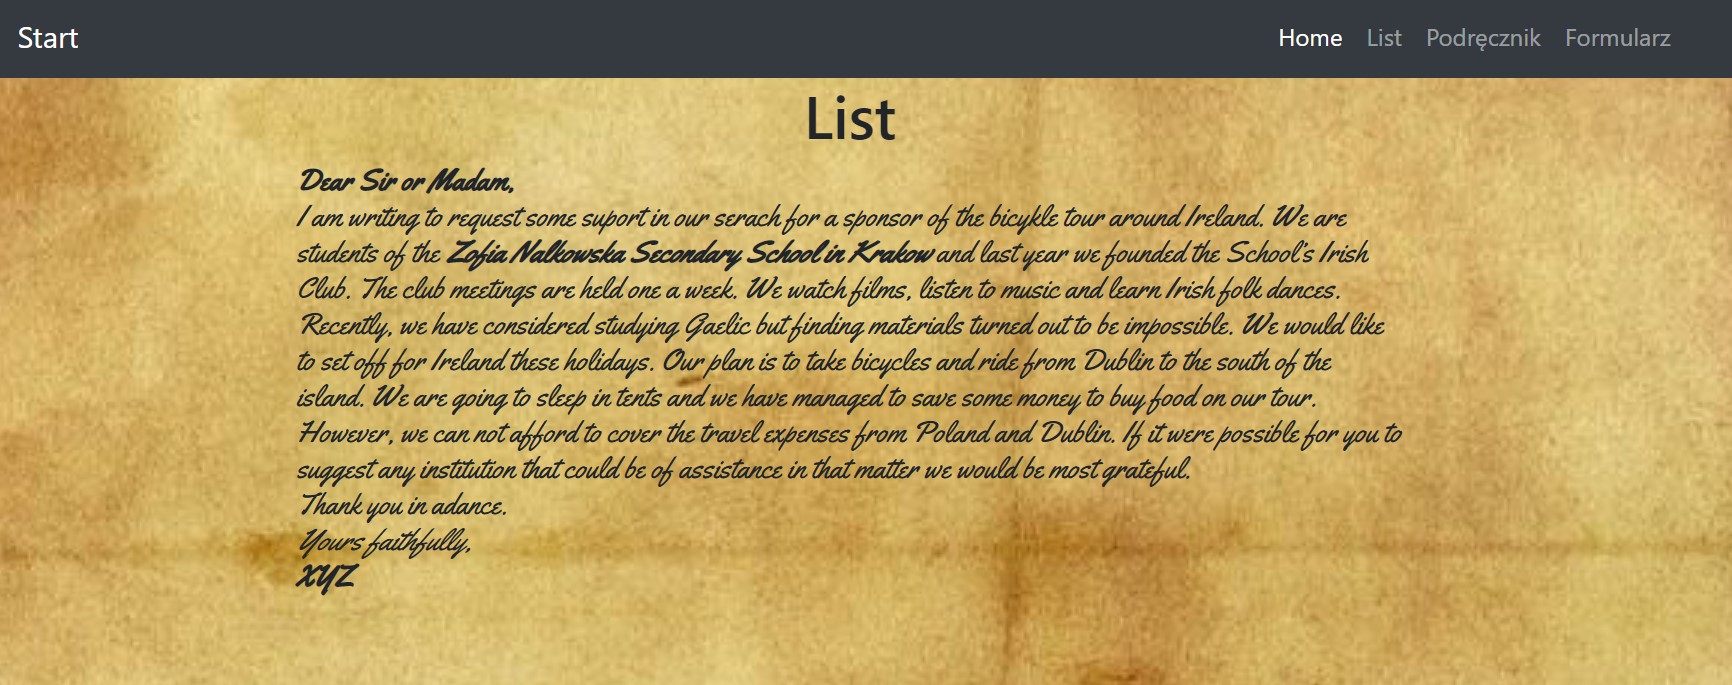 Start Home List Podręcznik Formularz
List
Dear Sir or Madam,
I am writing to request some suport in our serach for a sponsor of the bicykle tour around Ireland. We are
students of the Zofia Nalkowska Secondary School in Krakow and last year we founded the School's Irish
Club. The club meetings are held one a week. We watch films, listen to music and learn Irish folk dances.
Recently, we have considered studying Gaelic but finding materials turned out to be impossible. We would like
to set off for Ireland these holidays. Our plan is to take bicycles and ride from Dublin to the south of the
island. We are going to sleep in tents and we have managed to save some money to buy food on our tour.
However, we can not afford to cover the travel expenses from Poland and Dublin. If it were possible for you to
suggest any institution that could be of assistance in that matter we would be most grateful.
Thank you in adance.
Yours faithfully,
XYZ